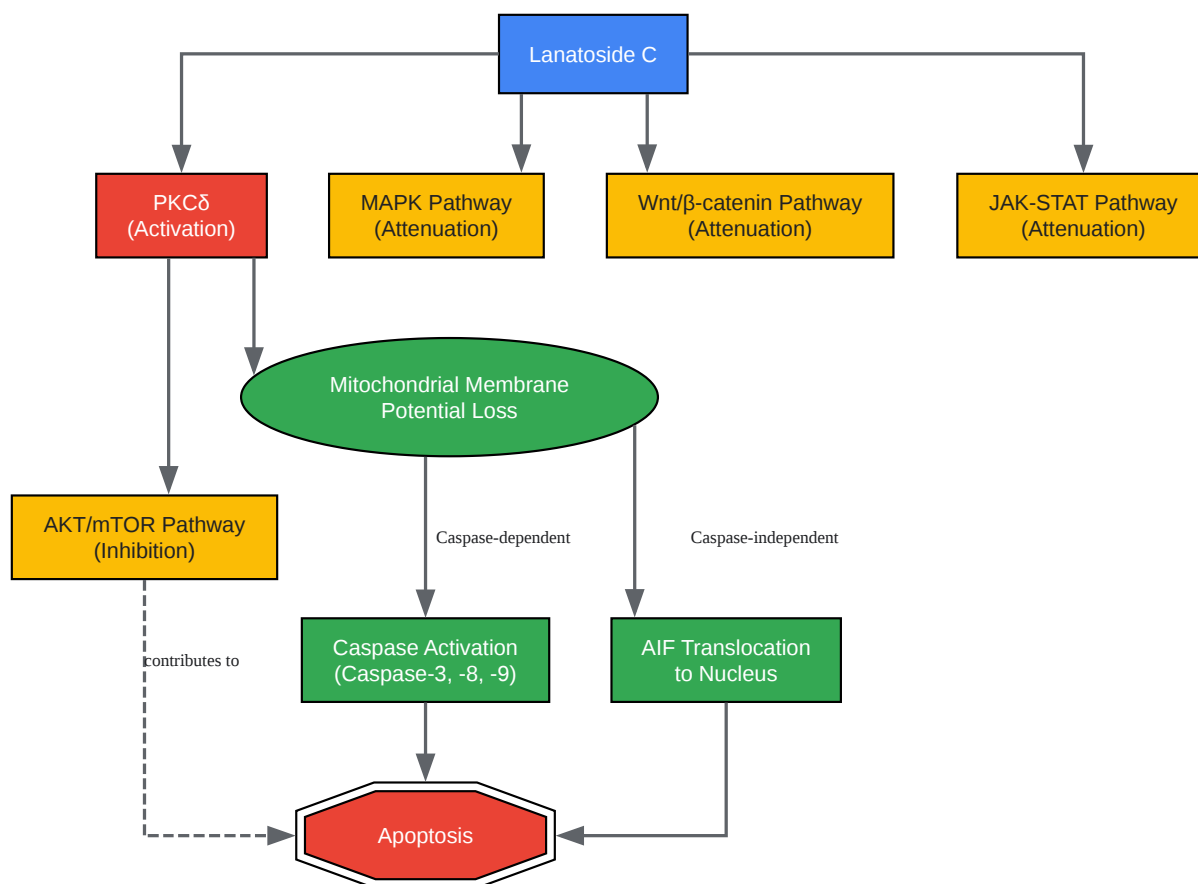 Lanatoside C
PKCδ
(Activation)
MAPK Pathway
(Attenuation)
Wnt/β-catenin Pathway
(Attenuation)
JAK-STAT Pathway
(Attenuation)
Mitochondrial Membrane
Potential Loss
AKT/mTOR Pathway
(Inhibition)
Caspase-dependent
Caspase-independent
Caspase Activation
(Caspase-3, -8, -9)
AIF Translocation
to Nucleus
contributes to
Apoptosis